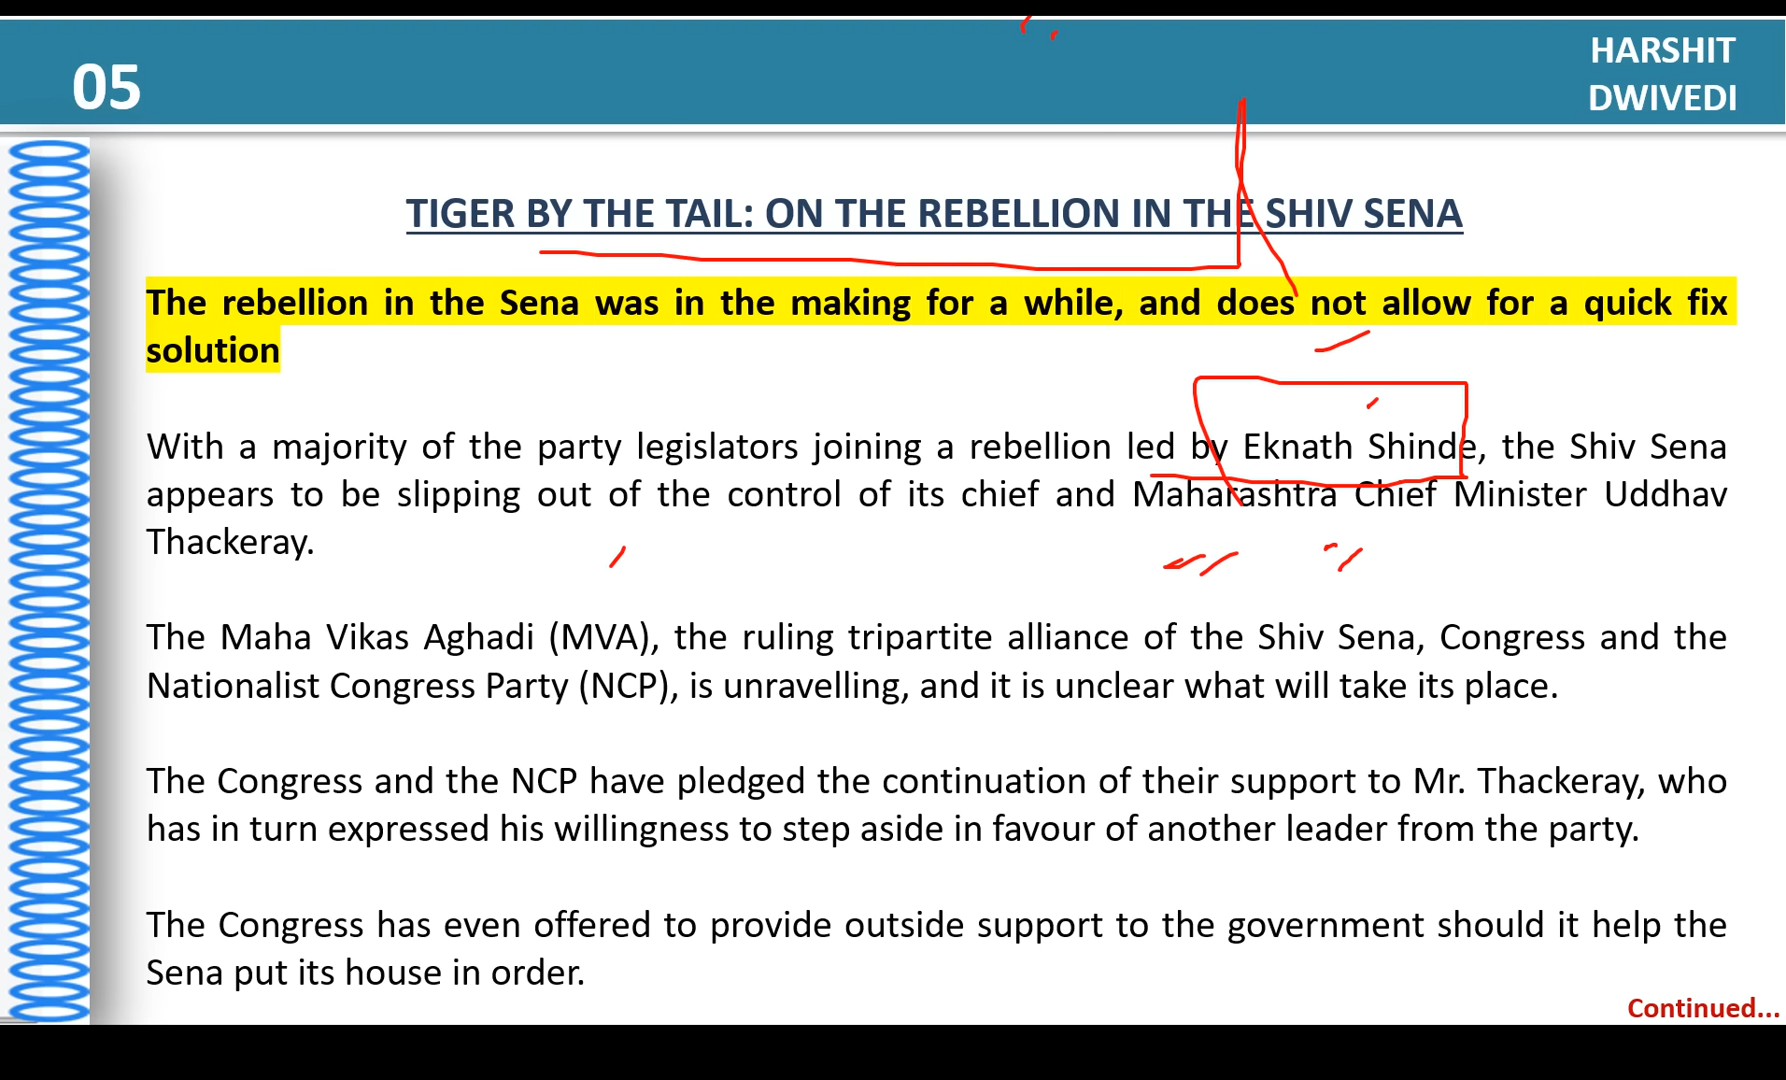 05
HARSHIT
DWIVEDI
TIGER BY THE TAIL: ON THE REBELLION IN THE SHIV SENA
The rebellion in the Sena was in the making for a while, and does not allow for a quick fix
solution
With a majority of the party legislators joining a rebellion led by Eknath Shinde, the Shiv Sena
appears to be slipping out of the control of its chief and Maharashtra Chief Minister Uddhav
Thackeray.
The Maha Vikas Aghadi (MVA), the ruling tripartite alliance of the Shiv Sena, Congress and the
Nationalist Congress Party (NCP), is unravelling, and it is unclear what will take its place.
The Congress and the NCP have pledged the continuation of their support to Mr. Thackeray, who
has in turn expressed his willingness to step aside in favour of another leader from the party.
The Congress has even offered to provide outside support to the government should it help the
Sena put its house in order.
Continued...